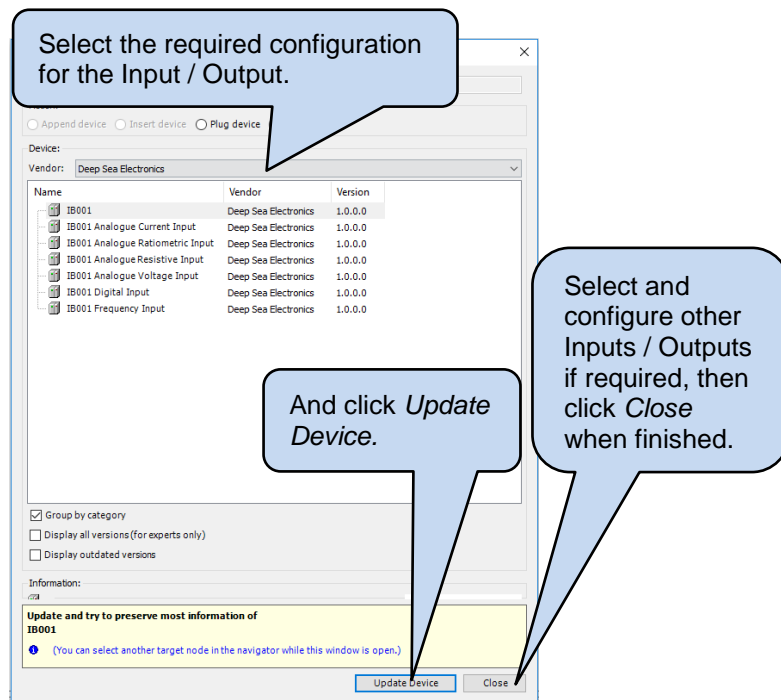 Select the required configuration
for the Input / Output.
Append device Insert device Plug device
Device:
Vendor: Deep Sea Electronics
Name Vendor Version
IB001 Deep Sea Electronics 1.0.0.0
IB001 Analogue Current Input Deep Sea Electronics 1.0.0.0
IB001 Analogue Ratiometric Input Deep Sea Electronics 1.0.0.0
IB001 Analogue Resistive Input Deep Sea Electronics 1.0.0.0
IB001 Analogue Voltage Input Deep Sea Electronics 1.0.0.0
IB001 Digital Input Deep Sea Electronics 1.0.0.0
IB001 Frequency Input Deep Sea Electronics 1.0.0.0
Select and
configure other
Inputs / Outputs
if required, then
click Close
when finished.
And click Update
Device.
Group by category
Display all versions (for experts only)
Display outdated versions
Information:
Update and try to preserve most information of
IB001
(You can select another target node in the navigator while this window is open.)
Update Device Close